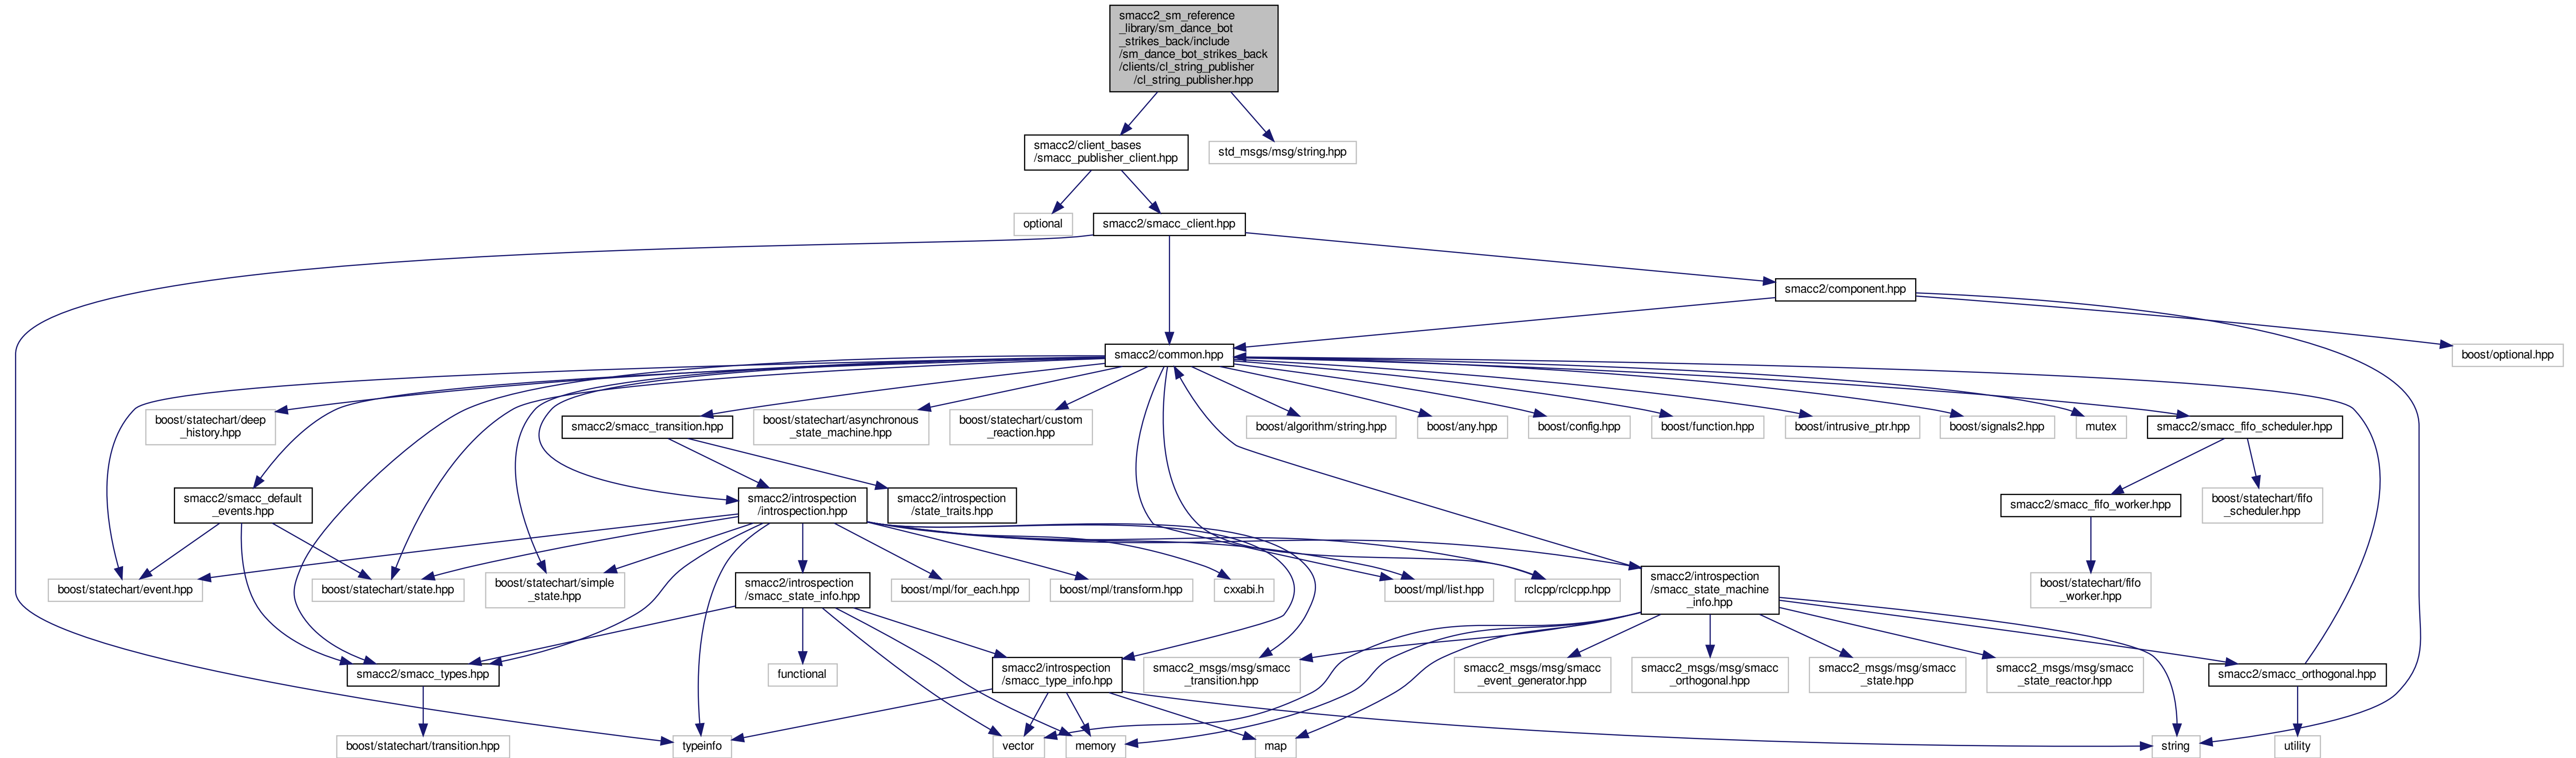 smacc2_sm_reference
_library/sm_dance_bot
_strikes_back/include
/sm_dance_bot_strikes_back
/clients/cl_string_publisher
/cl_string_publisher.hpp
smacc2/client_bases
/smacc_publisher_client.hpp
std_msgs/msg/string.hpp
optional
smacc2/smacc_client.hpp
smacc2/component.hpp
smacc2/common.hpp
boost/optional.hpp
boost/statechart/deep
_history.hpp
smacc2/smacc_transition.hpp
boost/statechart/asynchronous
_state_machine.hpp
boost/statechart/custom
_reaction.hpp
boost/algorithm/string.hpp
boost/any.hpp
boost/config.hpp
boost/function.hpp
boost/intrusive_ptr.hpp
boost/signals2.hpp
mutex
smacc2/smacc_fifo_scheduler.hpp
smacc2/smacc_default
_events.hpp
smacc2/introspection
/introspection.hpp
smacc2/introspection
/state_traits.hpp
smacc2/smacc_fifo_worker.hpp
boost/statechart/fifo
_scheduler.hpp
boost/statechart/event.hpp
boost/statechart/state.hpp
boost/statechart/simple
_state.hpp
smacc2/introspection
/smacc_state_info.hpp
boost/mpl/for_each.hpp
boost/mpl/transform.hpp
cxxabi.h
boost/mpl/list.hpp
rclcpp/rclcpp.hpp
smacc2/introspection
/smacc_state_machine
_info.hpp
boost/statechart/fifo
_worker.hpp
smacc2/smacc_types.hpp
functional
smacc2/introspection
/smacc_type_info.hpp
smacc2_msgs/msg/smacc
_transition.hpp
smacc2_msgs/msg/smacc
_event_generator.hpp
smacc2_msgs/msg/smacc
_orthogonal.hpp
smacc2_msgs/msg/smacc
_state.hpp
smacc2_msgs/msg/smacc
_state_reactor.hpp
smacc2/smacc_orthogonal.hpp
boost/statechart/transition.hpp
typeinfo
vector
memory
map
string
utility